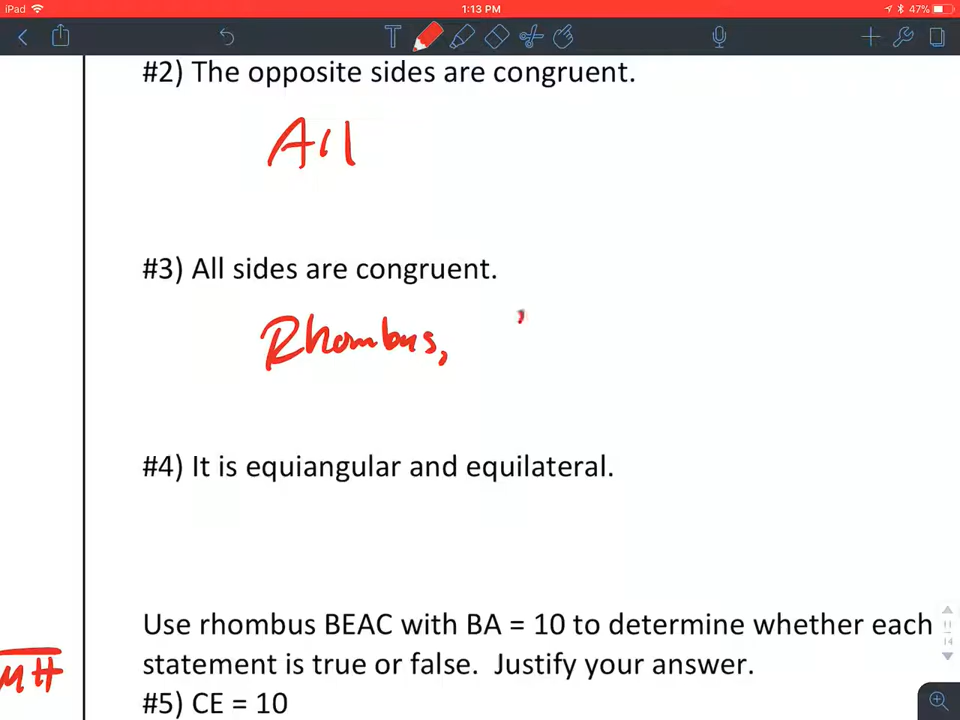 iPad 1:13 PM 47%
T
#2) The opposite sides are congruent.
All
#3) All sides are congruent.
Rhombus,
#4) It is equiangular and equilateral.
Use rhombus BEAC with BA = 10 to determine whether each
statement is true or false. Justify your answer.
MH
#5) CE = 10